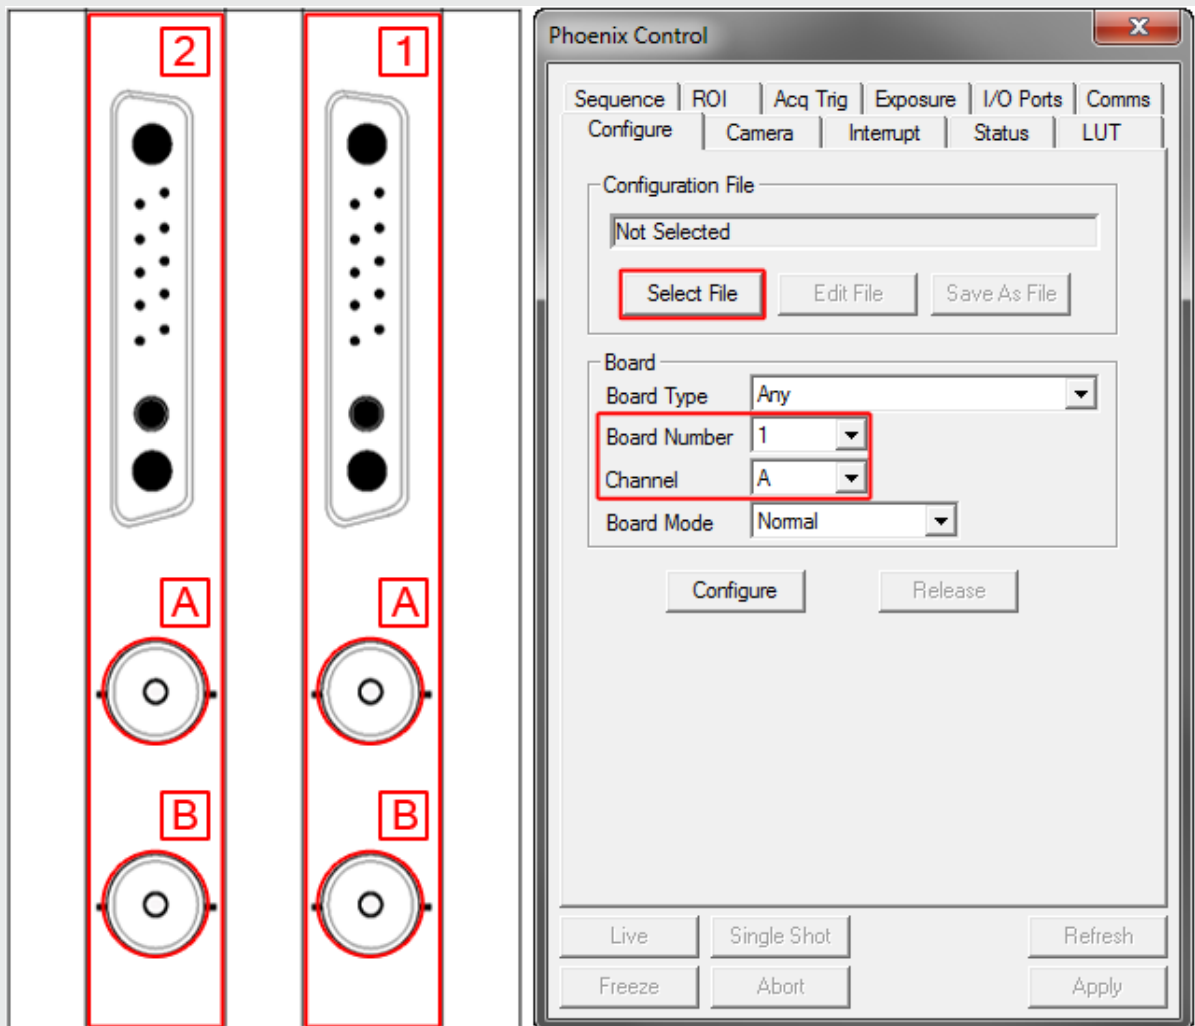 2
1
A
A
B
B
Phoenix Control
Sequence ROI Acq Trig Exposure I/O Ports Comms
Configure Camera Interrupt Status LUT
Configuration File
Not Selected
Select File Edit File Save As File
Board
Board Type Any
Board Number 1
Channel A
Board Mode Normal
Configure Release
Live Single Shot Refresh
Freeze Abort Apply